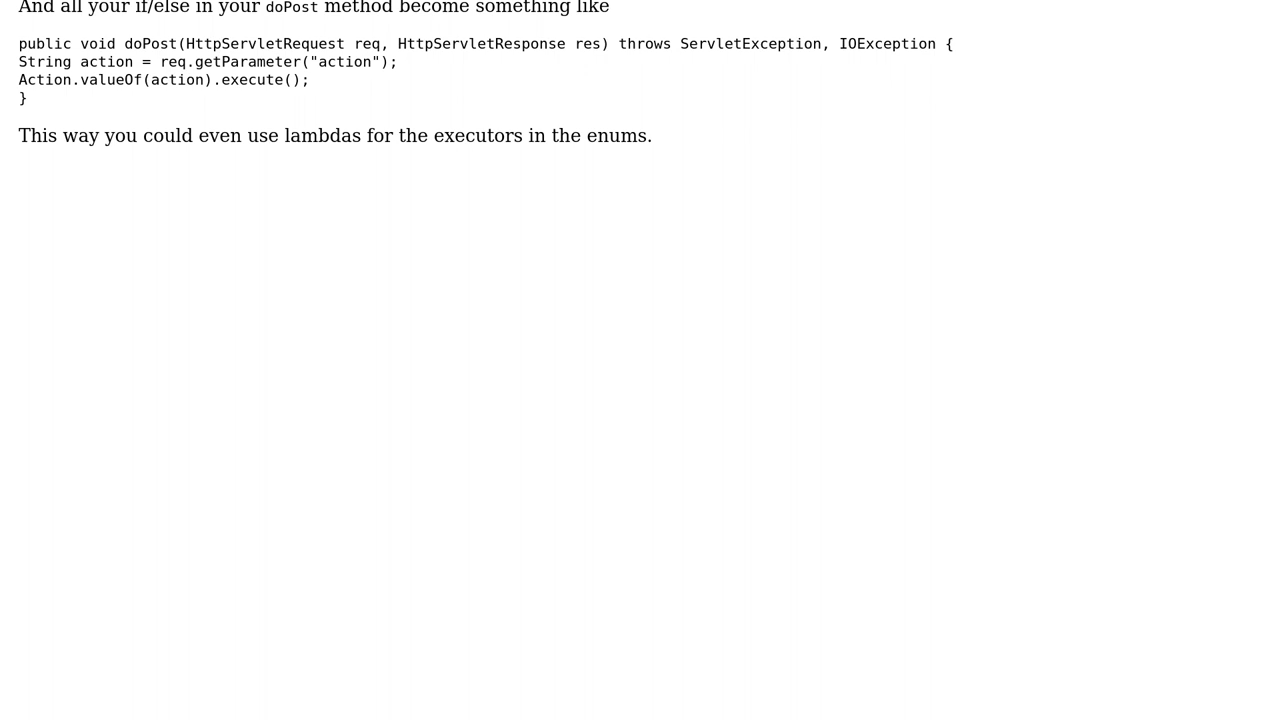 And all your if/else in your doPost method become something like
public void doPost(HttpServletRequest req, HttpServletResponse res) throws ServletException, IOException {
String action = req.getParameter("action");
Action.valueOf(action).execute();
}
This way you could even use lambdas for the executors in the enums.